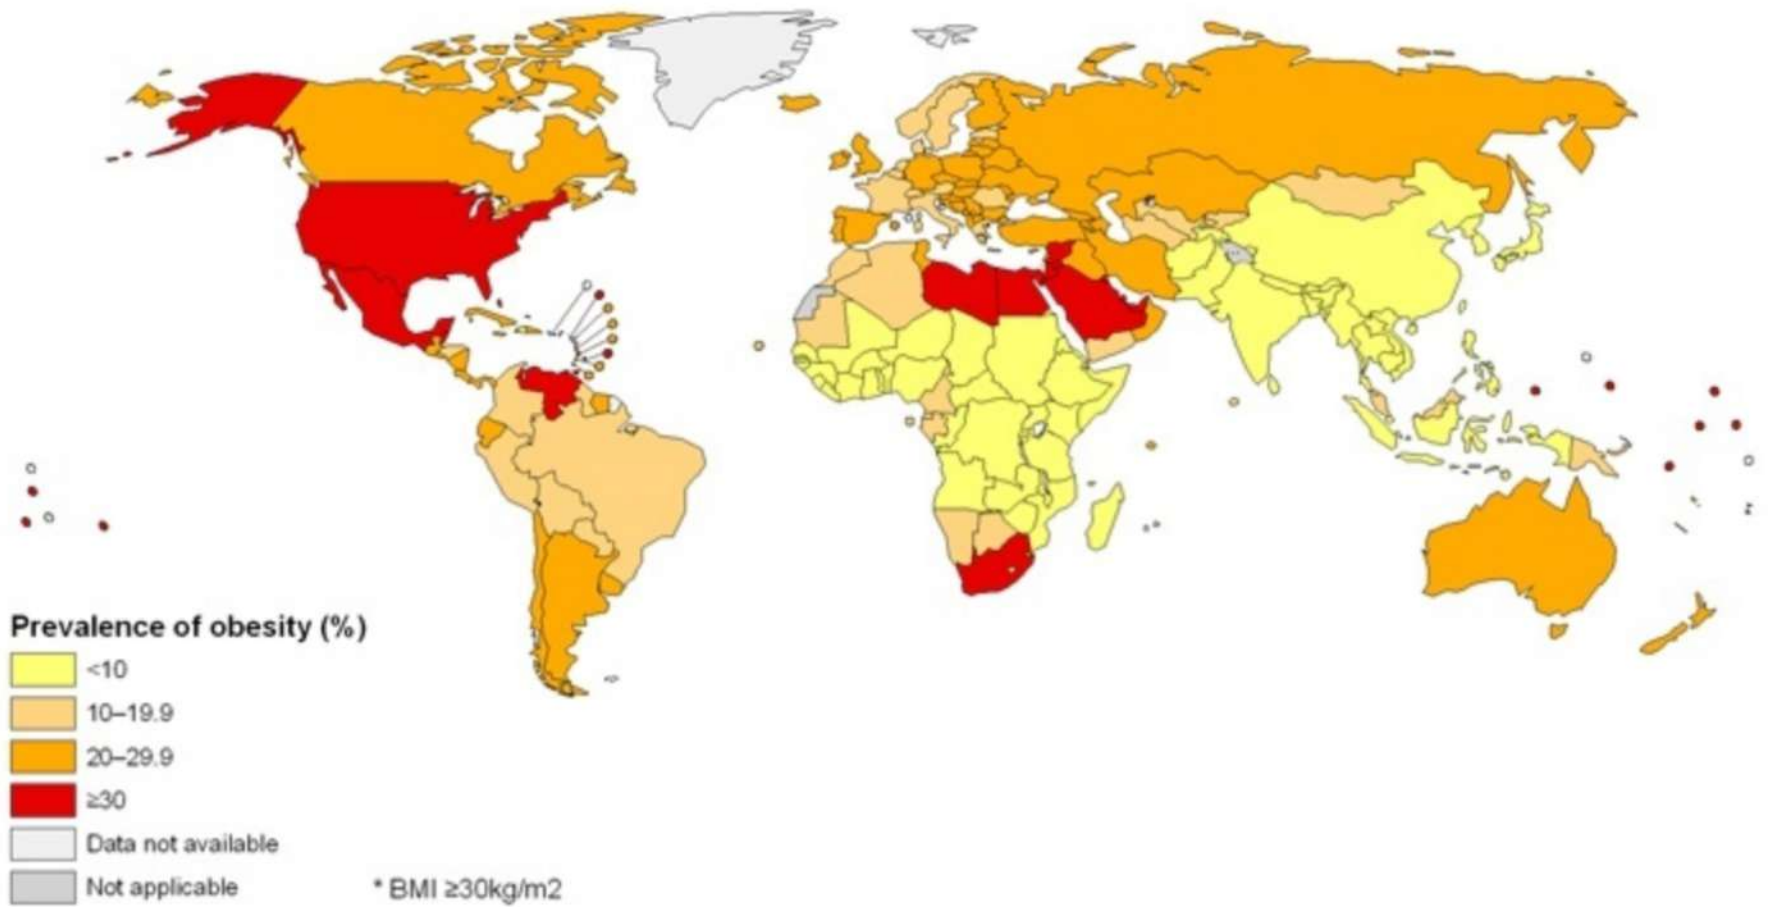 Prevalence of obesity (%)
<10
10–19.9
20–29.9
≥30
Data not available
Not applicable
* BMI ≥30kg/m2